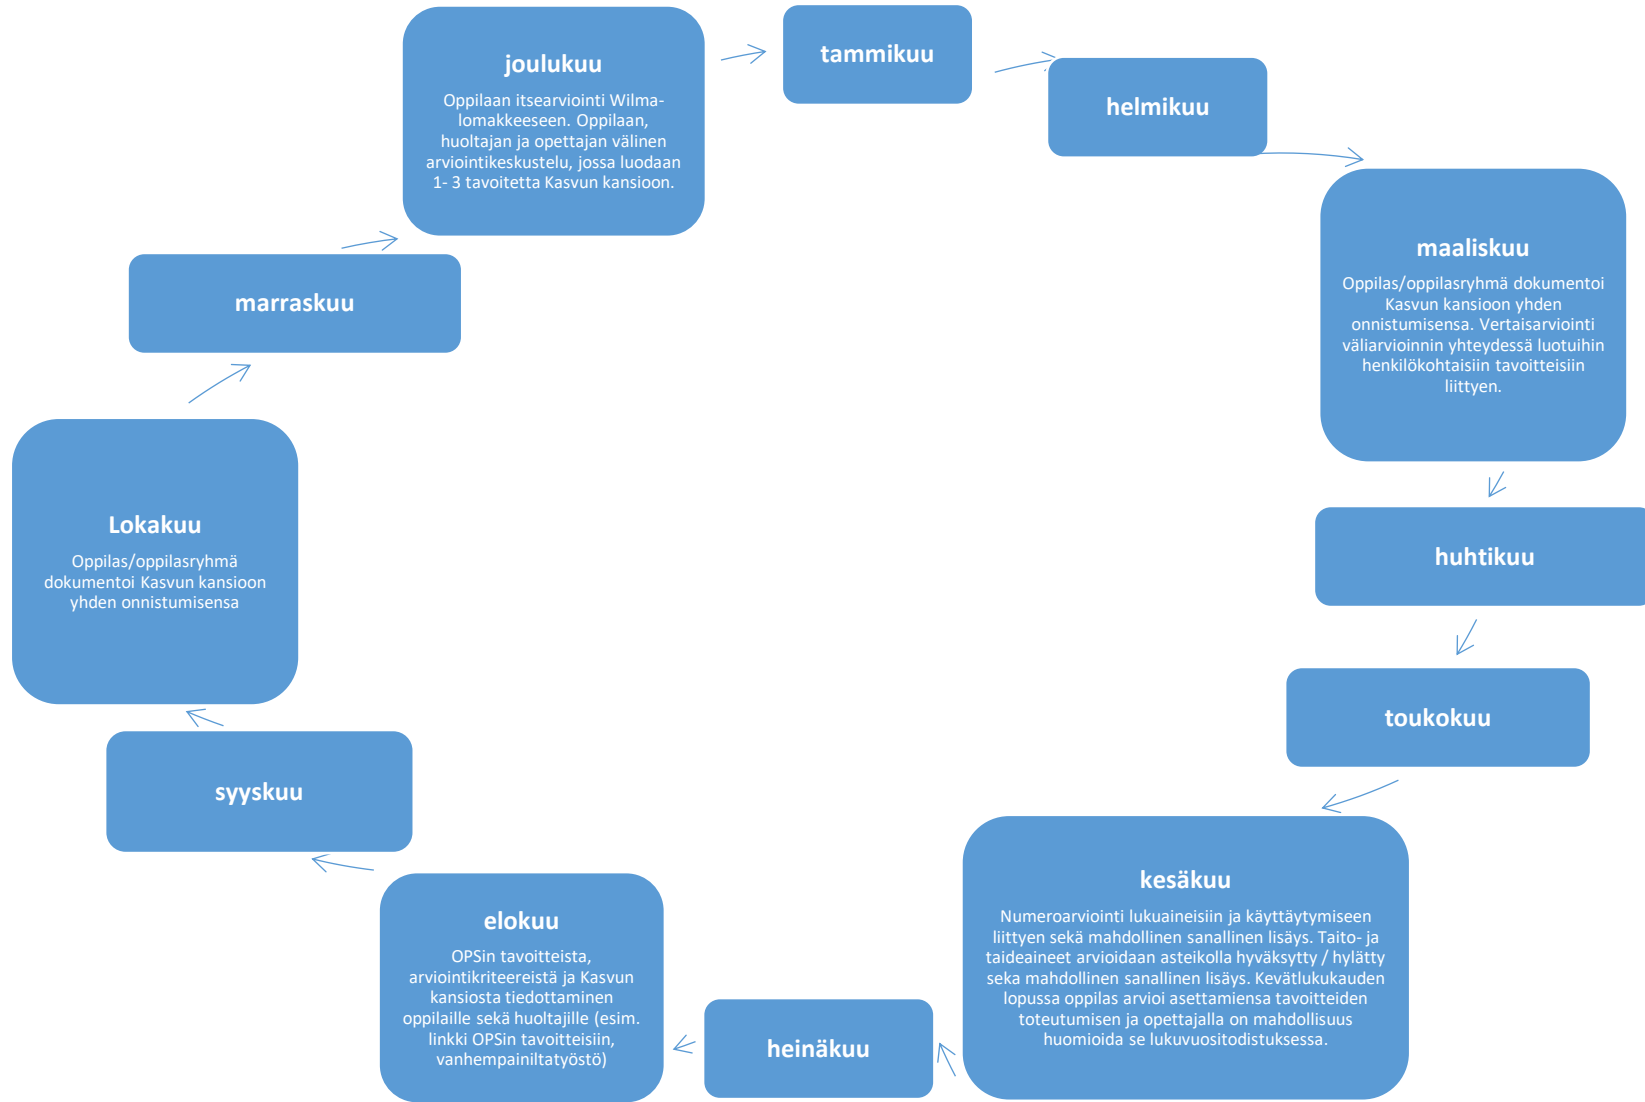 joulukuu
Oppilaan itsearviointi Wilma-
lomakkeeseen. Oppilaan,
huoltajan ja opettajan välinen
arviointikeskustelu, jossa luodaan
1- 3 tavoitetta Kasvun kansioon.
tammikuu
helmikuu
maaliskuu
Oppilas/oppilasryhmä dokumentoi
Kasvun kansioon yhden
onnistumisensa. Vertaisarviointi
väliarvioinnin yhteydessä luotuihin
henkilökohtaisiin tavoitteisiin
liittyen.
huhtikuu
toukokuu
kesäkuu
Numeroarviointi lukuaineisiin ja käyttäytymiseen
liittyen sekä mahdollinen sanallinen lisäys. Taito- ja
taideaineet arvioidaan asteikolla hyväksytty / hylätty
seka mahdollinen sanallinen lisäys. Kevätlukukauden
lopussa oppilas arvioi asettamiensa tavoitteiden
toteutumisen ja opettajalla on mahdollisuus
huomioida se lukuvuositodistuksessa.
heinäkuu
elokuu
OPSin tavoitteista,
arviointikriteereistä ja Kasvun
kansiosta tiedottaminen
oppilaille sekä huoltajille (esim.
linkki OPSin tavoitteisiin,
vanhempainiltatyöstö)
syyskuu
Lokakuu
Oppilas/oppilasryhmä
dokumentoi Kasvun kansioon
yhden onnistumisensa
marraskuu